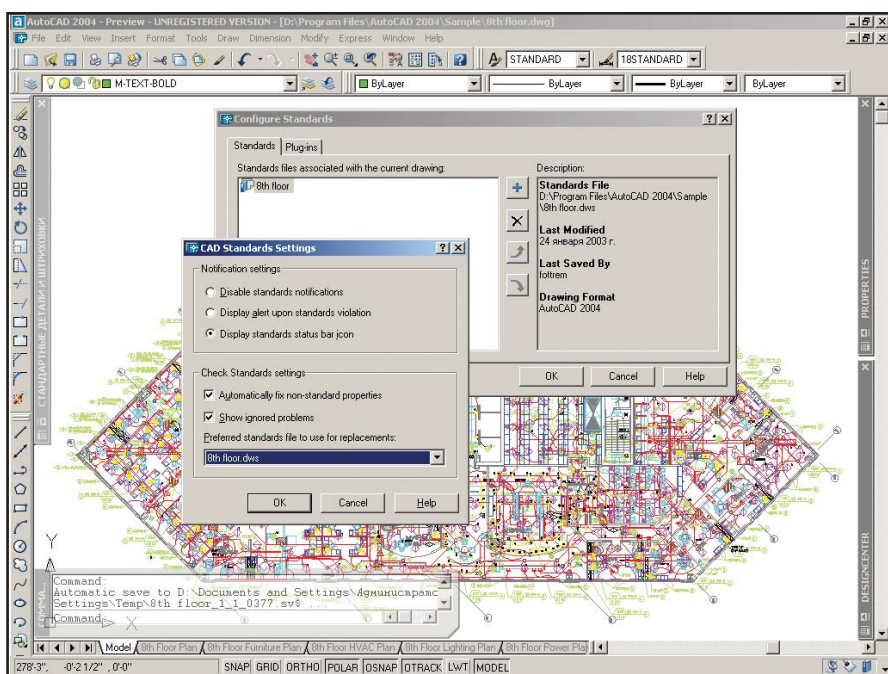 AutoCAD 2004 - Preview - UNREGISTERED VERSION - [D:\Program Files\AutoCAD 2004\Sample\8th floor.dwg]
File Edit View Insert Format Tools Draw Dimension Modify Express Window Help
STANDARD 18STANDARD
M-TEXT-BOLD ByLayer ByLayer ByLayer ByLayer
Configure Standards
Standards Plug-ins
Standards files associated with the current drawing:
8th floor
Description:
Standards File
D:\Program Files\AutoCAD 2004\Sample
\8th floor.dws
Last Modified
24 января 2003 г.
Last Saved By
fottrem
Drawing Format
AutoCAD 2004
OK Cancel Help
CAD Standards Settings
Notification settings
Disable standards notifications
Display alert upon standards violation
Display standards status bar icon
Check Standards settings
Automatically fix non-standard properties
Show ignored problems
Preferred standards file to use for replacements:
8th floor.dws
OK Cancel Help
СТАНДАРТНЫЕ ДЕТАЛИ И ШТРИХОВКИ
PROPERTIES
DESIGNCENTER
Y
X
Command:
Automatic save to D:\Documents and Settings\Администрато
Settings\Temp\8th floor_1_1_0377.sv$ ...
Command:
Model 8th Floor Plan 8th Floor Furniture Plan 8th Floor HVAC Plan 8th Floor Lighting Plan 8th Floor Power Pla
278'-3", -0'-2 1/2" , 0'-0" SNAP GRID ORTHO POLAR OSNAP OTRACK LWT MODEL